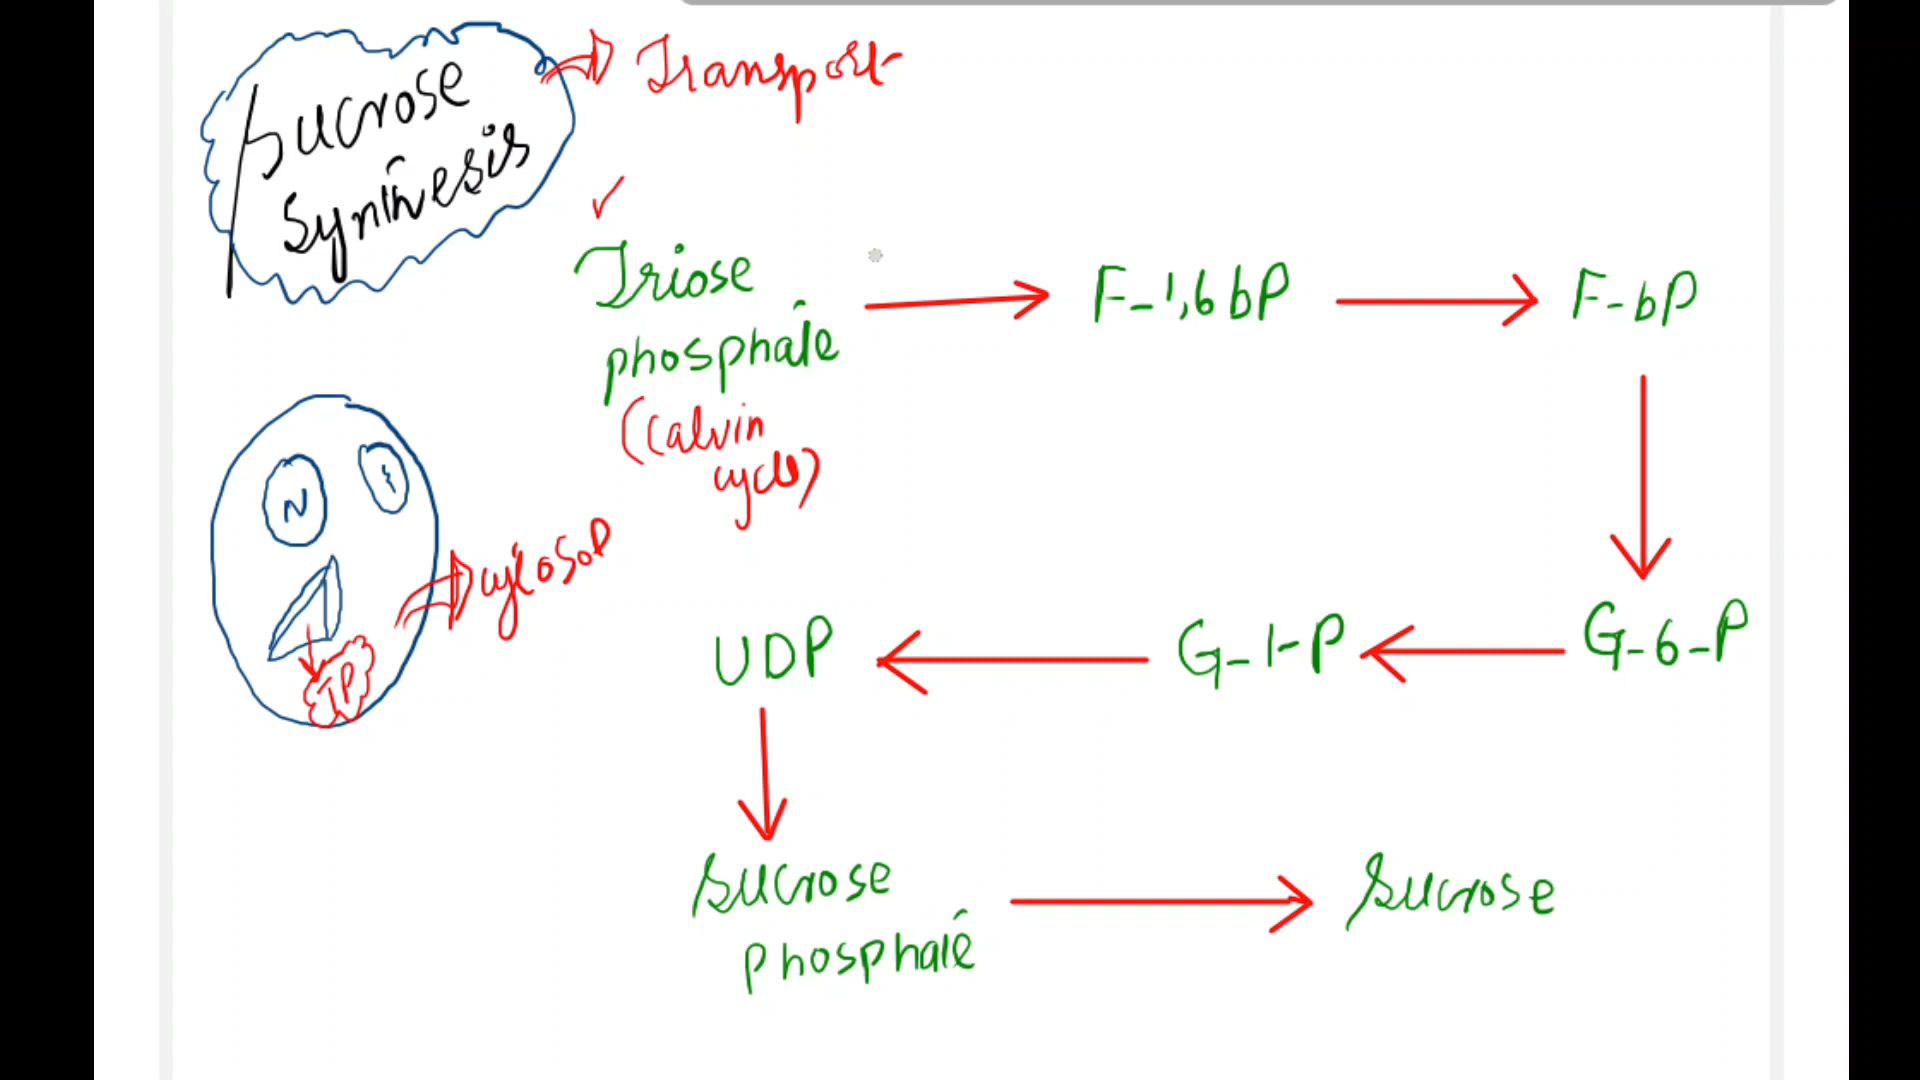 Sucrose
Synthesis
Transport
Triose
phosphate
(Calvin
cycle)
F-1,6 bP
F-6P
G-6-P
G-1-P
UDP
Sucrose
phosphate
Sucrose
N
cytosol
TP